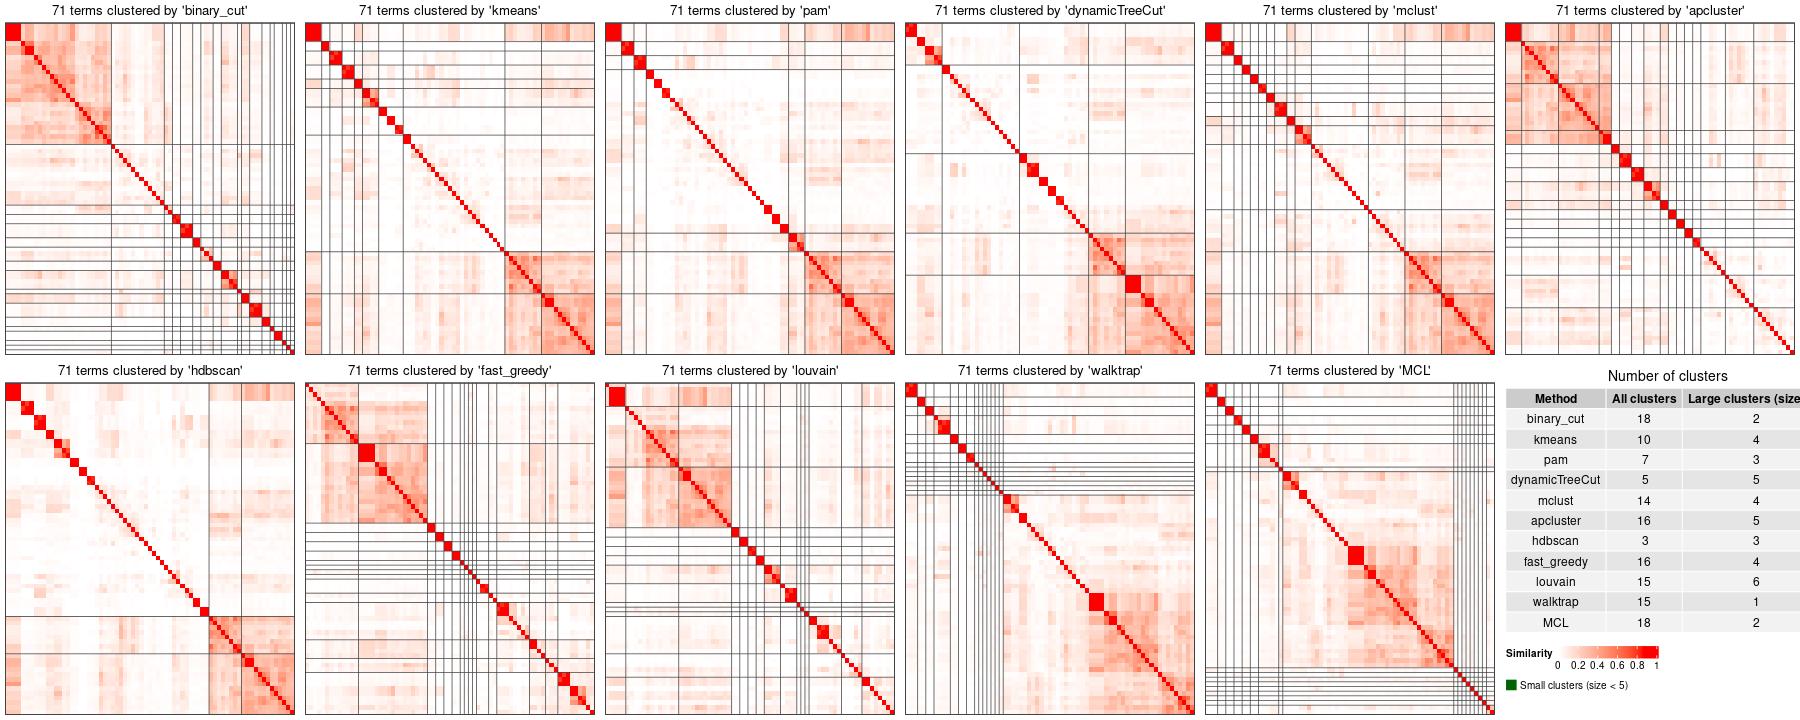 71 terms clustered by 'binary_cut'
71 terms clustered by 'kmeans'
71 terms clustered by 'pam'
71 terms clustered by 'dynamicTreeCut'
71 terms clustered by 'mclust'
71 terms clustered by 'apcluster'
71 terms clustered by 'hdbscan'
71 terms clustered by 'fast_greedy'
71 terms clustered by 'louvain'
71 terms clustered by 'walktrap'
71 terms clustered by 'MCL'
Number of clusters
Method All clusters Large clusters (size
binary_cut 18 2
kmeans 10 4
pam 7 3
dynamicTreeCut 5 5
mclust 14 4
apcluster 16 5
hdbscan 3 3
fast_greedy 16 4
louvain 15 6
walktrap 15 1
MCL 18 2
Similarity
0 0.2 0.4 0.6 0.8 1
Small clusters (size < 5)